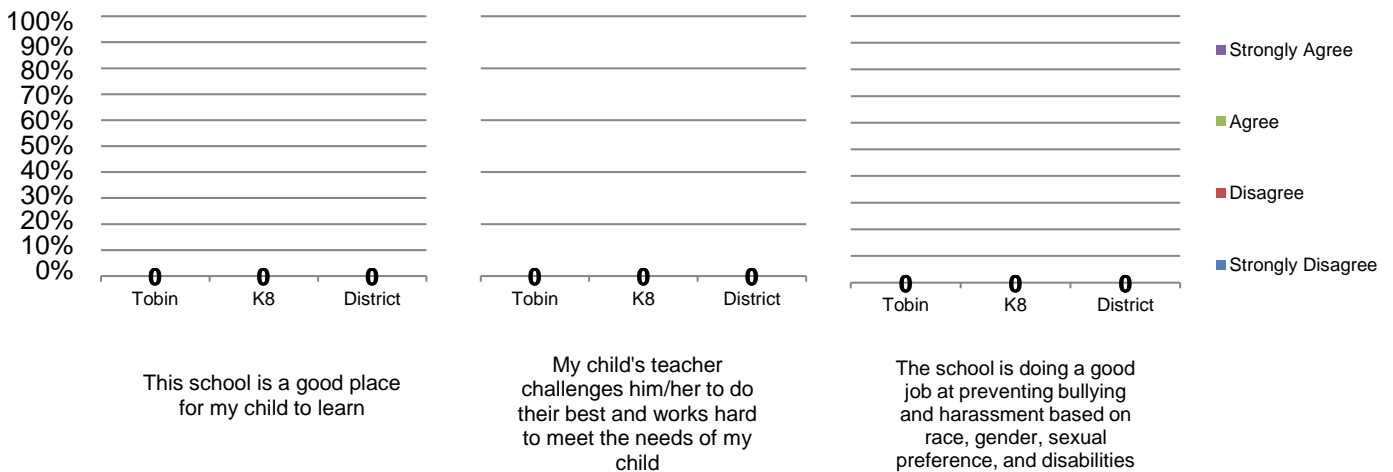 100%
90%
80%
70%
60%
50%
40%
30%
20%
10%
0%
0 0 0
Tobin K8 District
0 0 0
Tobin K8 District
0 0 0
Tobin K8 District
Strongly Agree
Agree
Disagree
Strongly Disagree
This school is a good place
for my child to learn
My child's teacher
challenges him/her to do
their best and works hard
to meet the needs of my
child
The school is doing a good
job at preventing bullying
and harassment based on
race, gender, sexual
preference, and disabilities